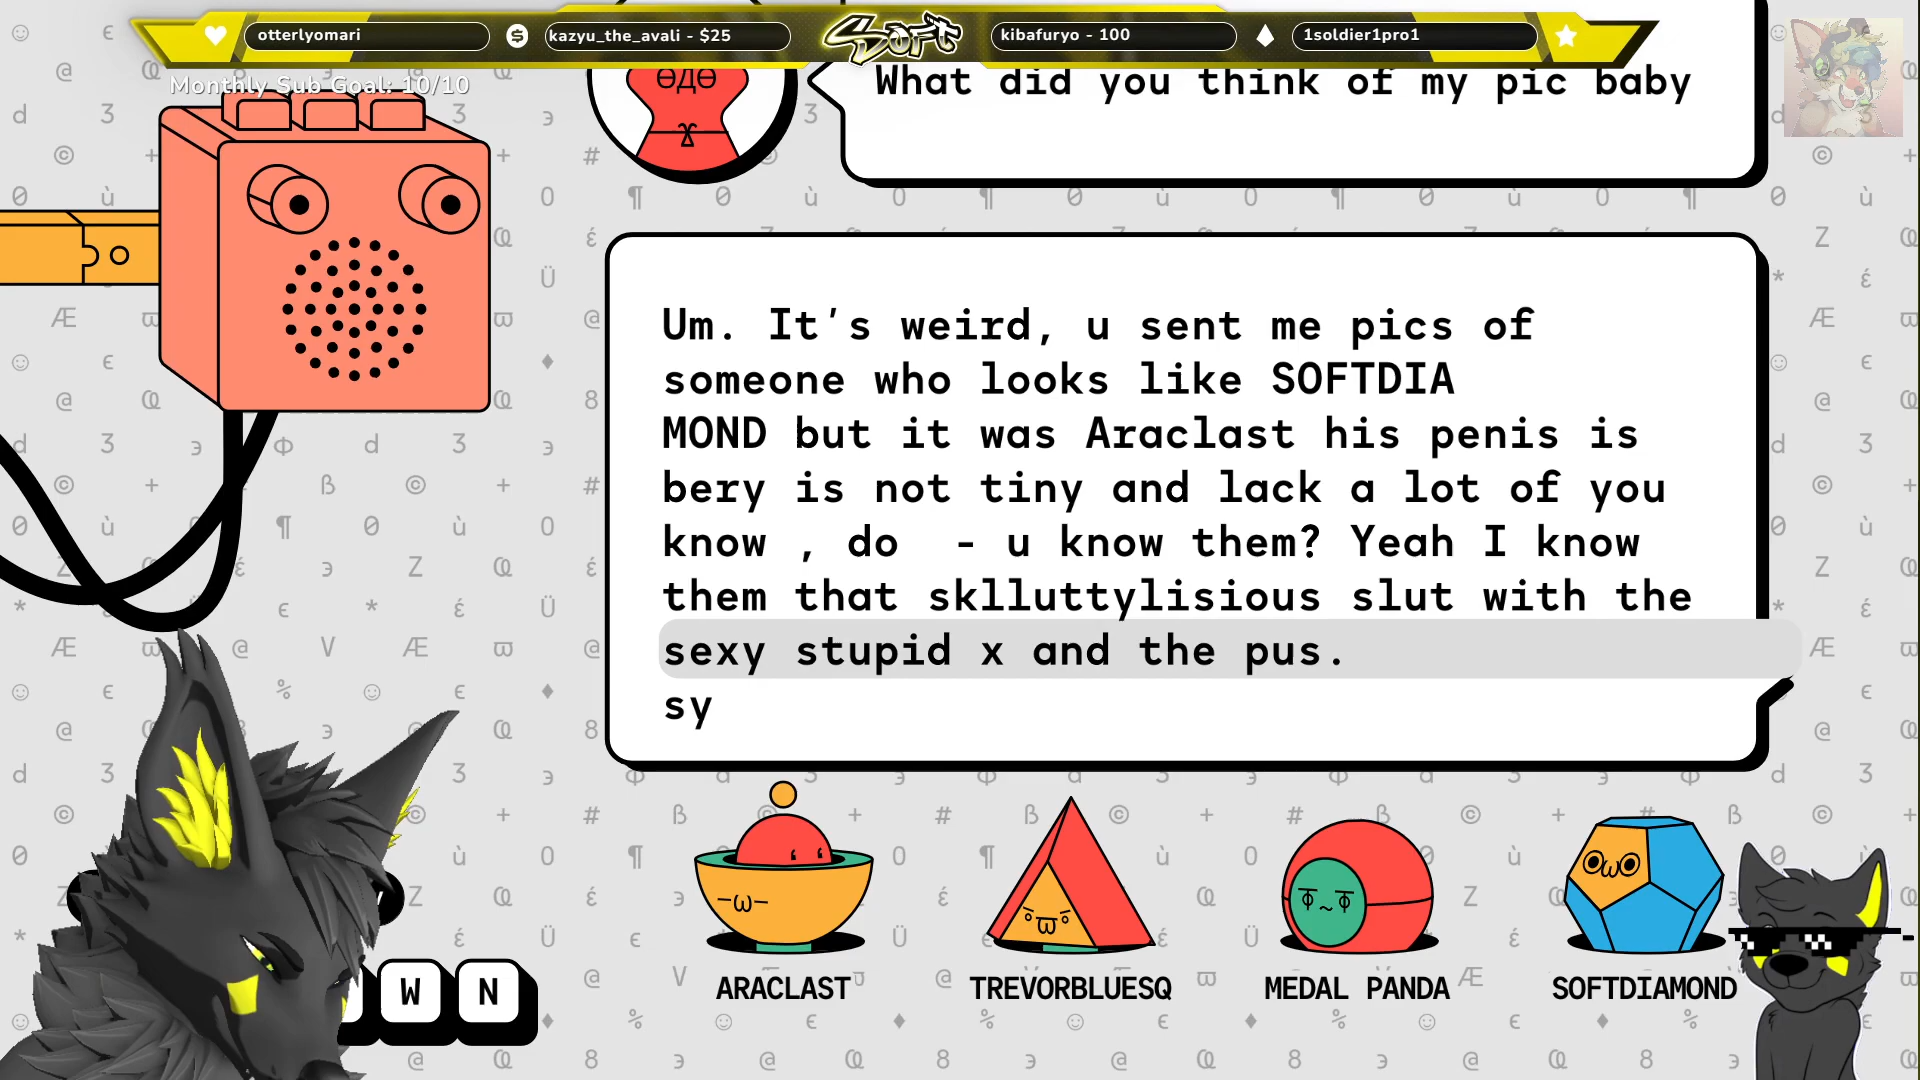 otterlyomari
kazyu_the_avali - $25
Soft
kibafuryo - 100
1soldier1pro1
Monthly Sub Goal: 10/10
What did you think of my pic baby
Um. It's weird, u sent me pics of
someone who looks like SOFTDIA
MOND but it was Araclast his penis is
bery is not tiny and lack a lot of you
know , do  - u know them? Yeah I know
them that sklluttylisious slut with the
sexy stupid x and the pus.
sy
ARACLAST
TREVORBLUESQ
MEDAL PANDA
SOFTDIAMOND
W N